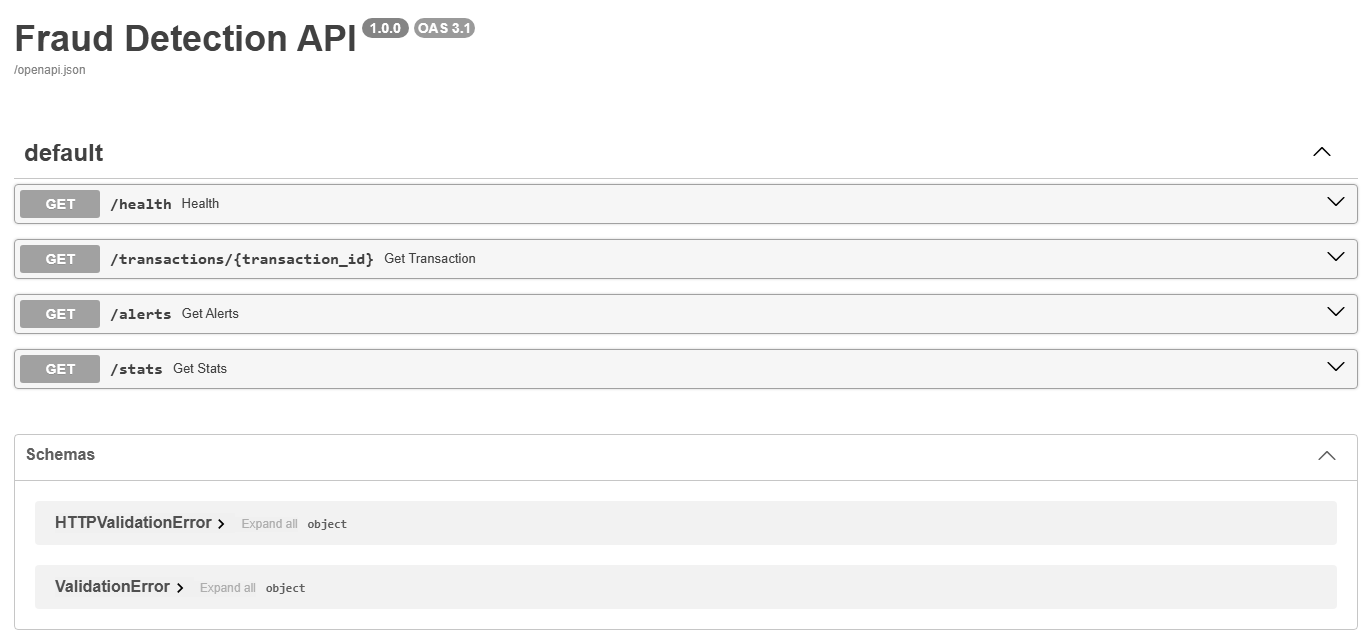 Fraud Detection API 1.0.0 OAS 3.1
/openapi.json
default
GET /health Health
GET /transactions/{transaction_id} Get Transaction
GET /alerts Get Alerts
GET /stats Get Stats
Schemas
HTTPValidationError Expand all object
ValidationError Expand all object